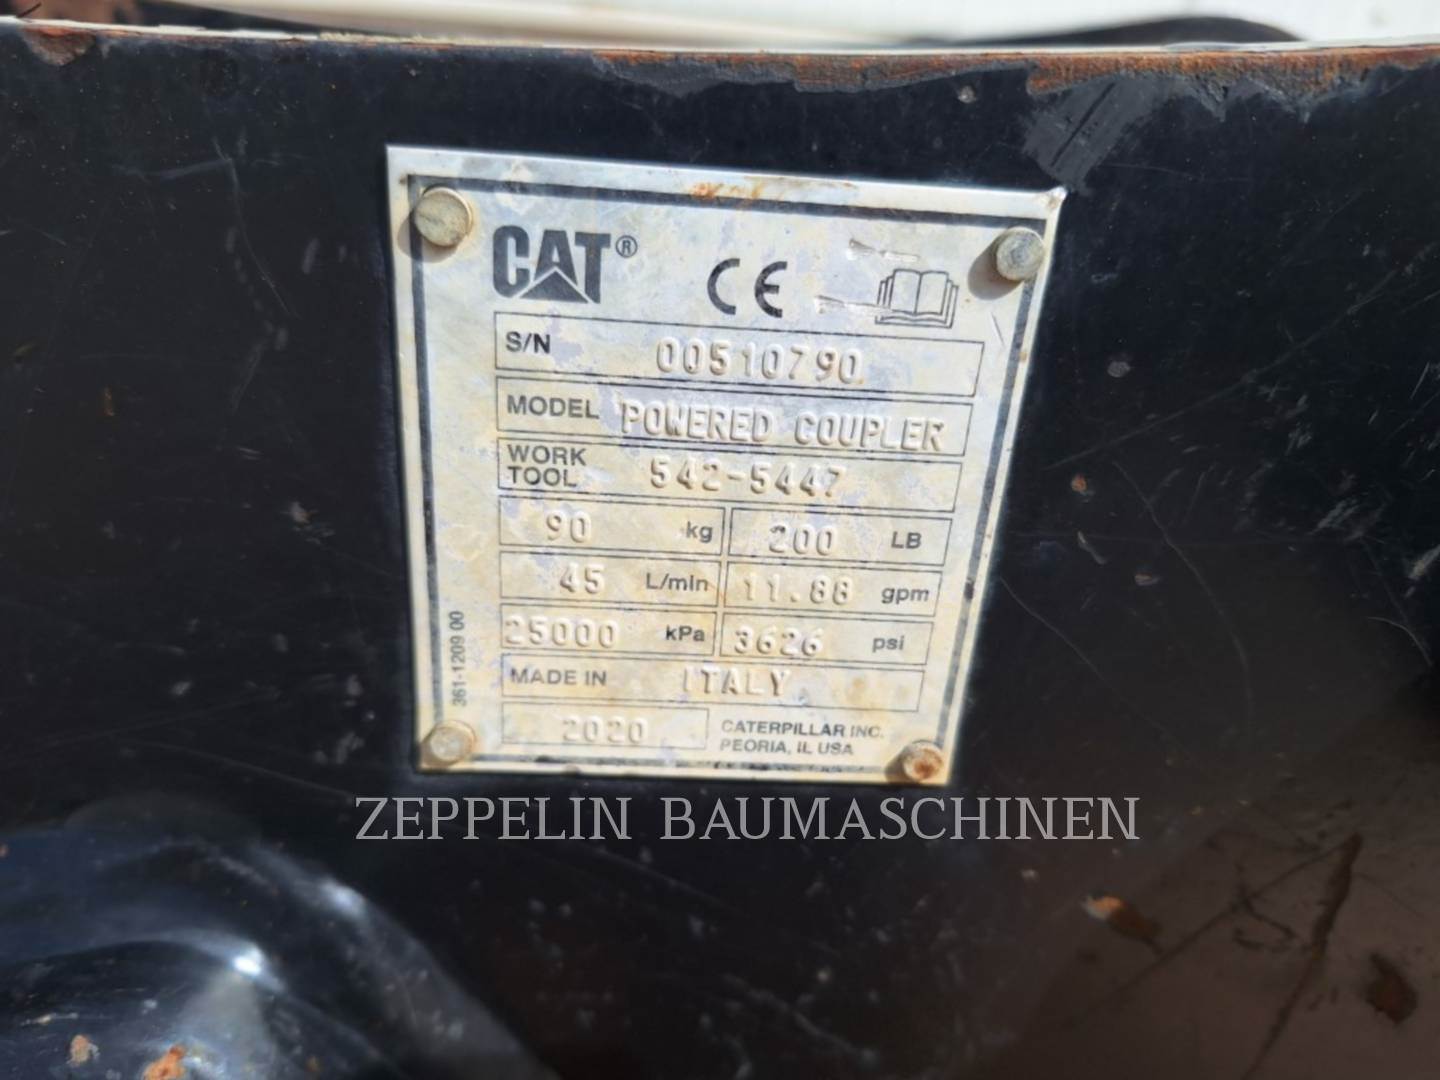 CAT®
CE
S/N 00510790
MODEL POWERED COUPLER
WORK TOOL 542-5447
90 kg 200 LB
45 L/min 11.88 gpm
25000 kPa 3626 psi
MADE IN ITALY
2020 CATERPILLAR INC.
PEORIA, IL USA
361-1209 00
ZEPPELIN BAUMASCHINEN